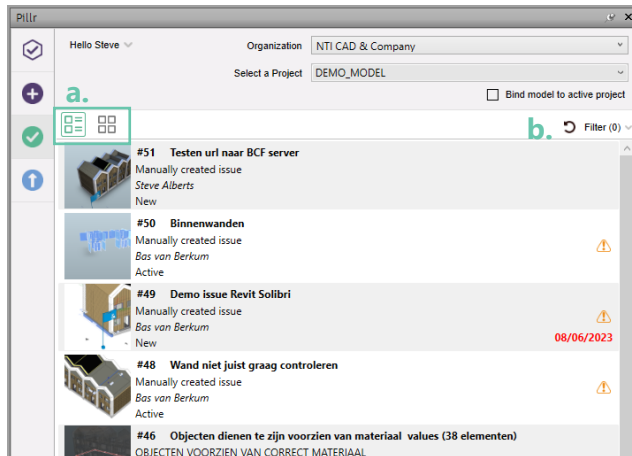 Pillr
Hello Steve
Organization
NTI CAD & Company
Select a Project
DEMO_MODEL
Bind model to active project
a.
b.
Filter (0)
#51 Testen url naar BCF server
Manually created issue
Steve Alberts
New
#50 Binnenwanden
Manually created issue
Bas van Berkum
Active
#49 Demo issue Revit Solibri
Manually created issue
Bas van Berkum
New
08/06/2023
#48 Wand niet juist graag controleren
Manually created issue
Bas van Berkum
Active
#46 Objecten dienen te zijn voorzien van materiaal values (38 elementen)
OBJECTEN VOORZIEN VAN CORRECT MATERIAAL